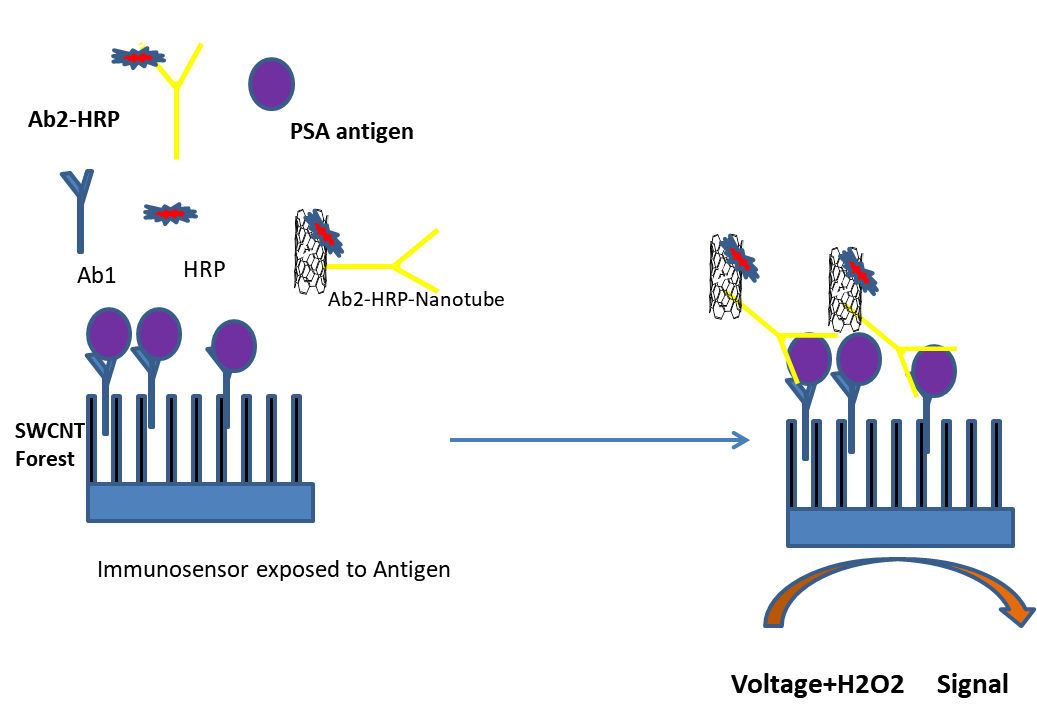 Ab2-HRP
PSA antigen
Ab1
HRP
Ab2-HRP-Nanotube
SWCNT
Forest
Immunosensor exposed to Antigen
Voltage+H2O2 Signal